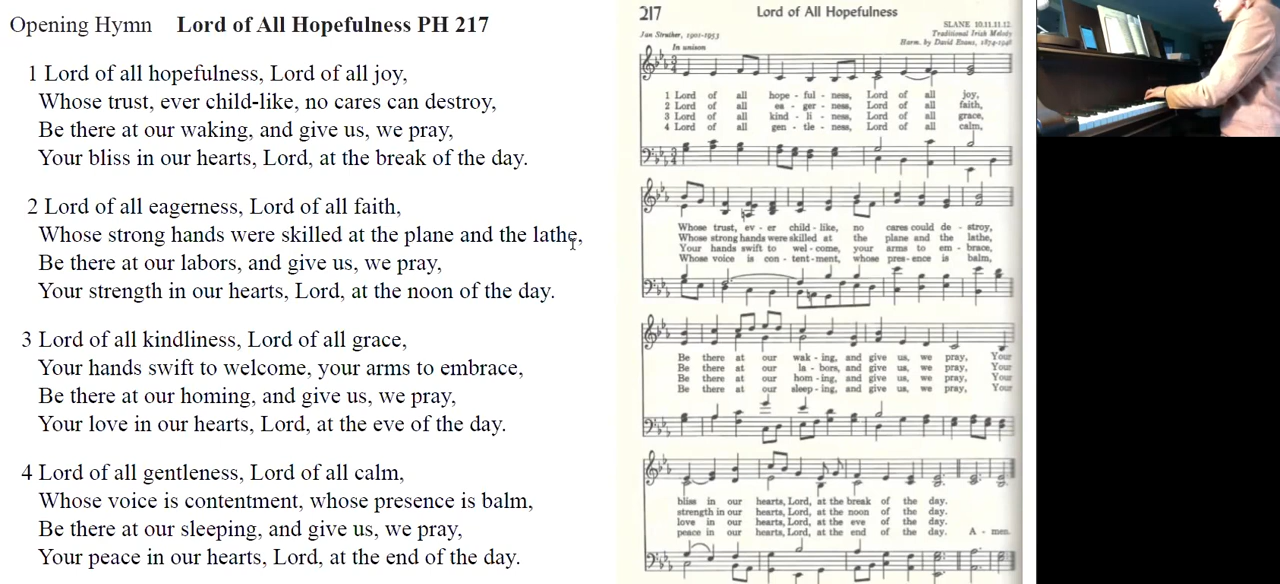 Opening Hymn Lord of All Hopefulness PH 217
1 Lord of all hopefulness, Lord of all joy,
Whose trust, ever child-like, no cares can destroy,
Be there at our waking, and give us, we pray,
Your bliss in our hearts, Lord, at the break of the day.
2 Lord of all eagerness, Lord of all faith,
Whose strong hands were skilled at the plane and the lathe,
Be there at our labors, and give us, we pray,
Your strength in our hearts, Lord, at the noon of the day.
3 Lord of all kindliness, Lord of all grace,
Your hands swift to welcome, your arms to embrace,
Be there at our homing, and give us, we pray,
Your love in our hearts, Lord, at the eve of the day.
4 Lord of all gentleness, Lord of all calm,
Whose voice is contentment, whose presence is balm,
Be there at our sleeping, and give us, we pray,
Your peace in our hearts, Lord, at the end of the day.
217 Lord of All Hopefulness
SLANE 10.11.11.12.
Jan Struther, 1901-1953 Traditional Irish Melody
In unison Harm. by David Evans, 1874-1948
1 Lord of all hope - ful - ness, Lord of all joy,
2 Lord of all ea - ger - ness, Lord of all faith,
3 Lord of all kind - li - ness, Lord of all grace,
4 Lord of all gen - tle - ness, Lord of all calm,
Whose trust, ev - er child - like, no cares could de - stroy,
Whose strong hands were skilled at the plane and the lathe,
Your hands swift to wel - come, your arms to em - brace,
Whose voice is con - tent - ment, whose pres - ence is balm,
Be there at our wak - ing, and give us, we pray, Your
Be there at our la - bors, and give us, we pray, Your
Be there at our hom - ing, and give us, we pray, Your
Be there at our sleep - ing, and give us, we pray, Your
bliss in our hearts, Lord, at the break of the day.
strength in our hearts, Lord, at the noon of the day.
love in our hearts, Lord, at the eve of the day.
peace in our hearts, Lord, at the end of the day. A - men.